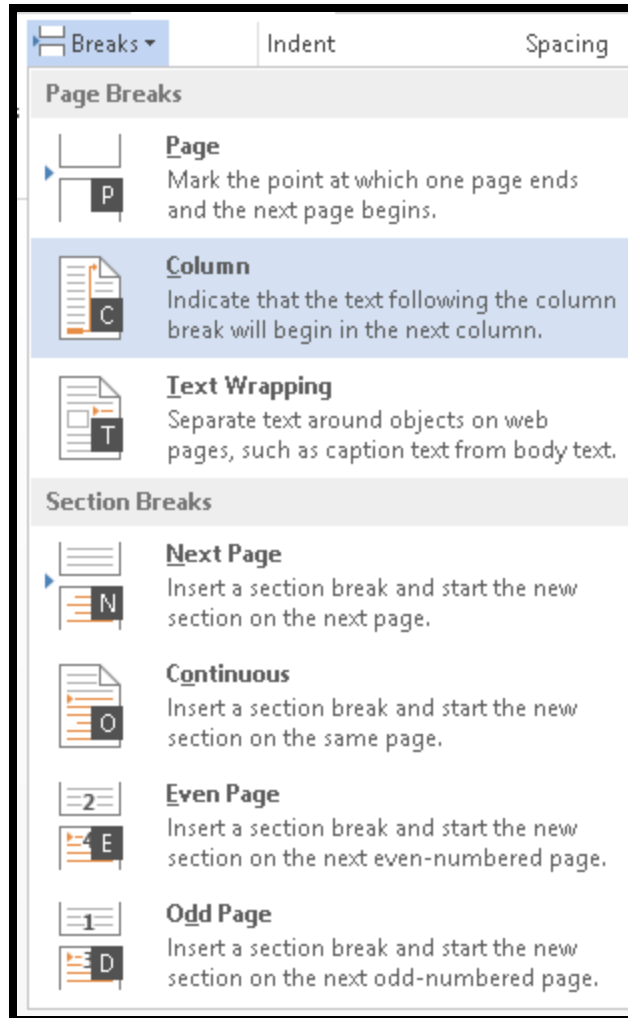 Breaks Indent Spacing
Page Breaks
Page
P
Mark the point at which one page ends
and the next page begins.
Column
C
Indicate that the text following the column
break will begin in the next column.
Text Wrapping
T
Separate text around objects on web
pages, such as caption text from body text.
Section Breaks
Next Page
N
Insert a section break and start the new
section on the next page.
Continuous
O
Insert a section break and start the new
section on the same page.
2
Even Page
4 E
Insert a section break and start the new
section on the next even-numbered page.
1
Odd Page
3 D
Insert a section break and start the new
section on the next odd-numbered page.